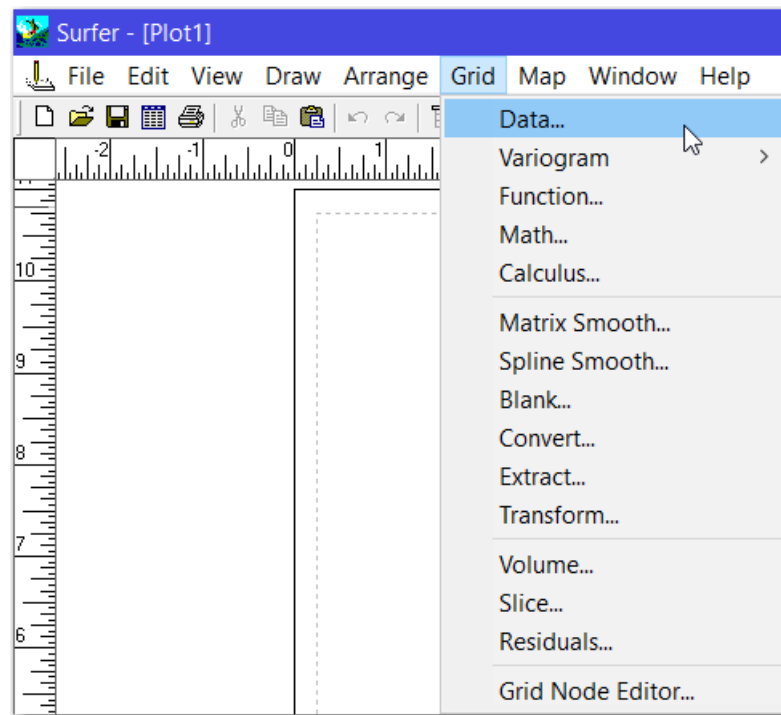 Surfer - [Plot1]
File Edit View Draw Arrange Grid Map Window Help
-2 -1 0 1
Data...
Variogram
Function...
Math...
Calculus...
Matrix Smooth...
Spline Smooth...
Blank...
Convert...
Extract...
Transform...
Volume...
Slice...
Residuals...
Grid Node Editor...
10
9
8
7
6